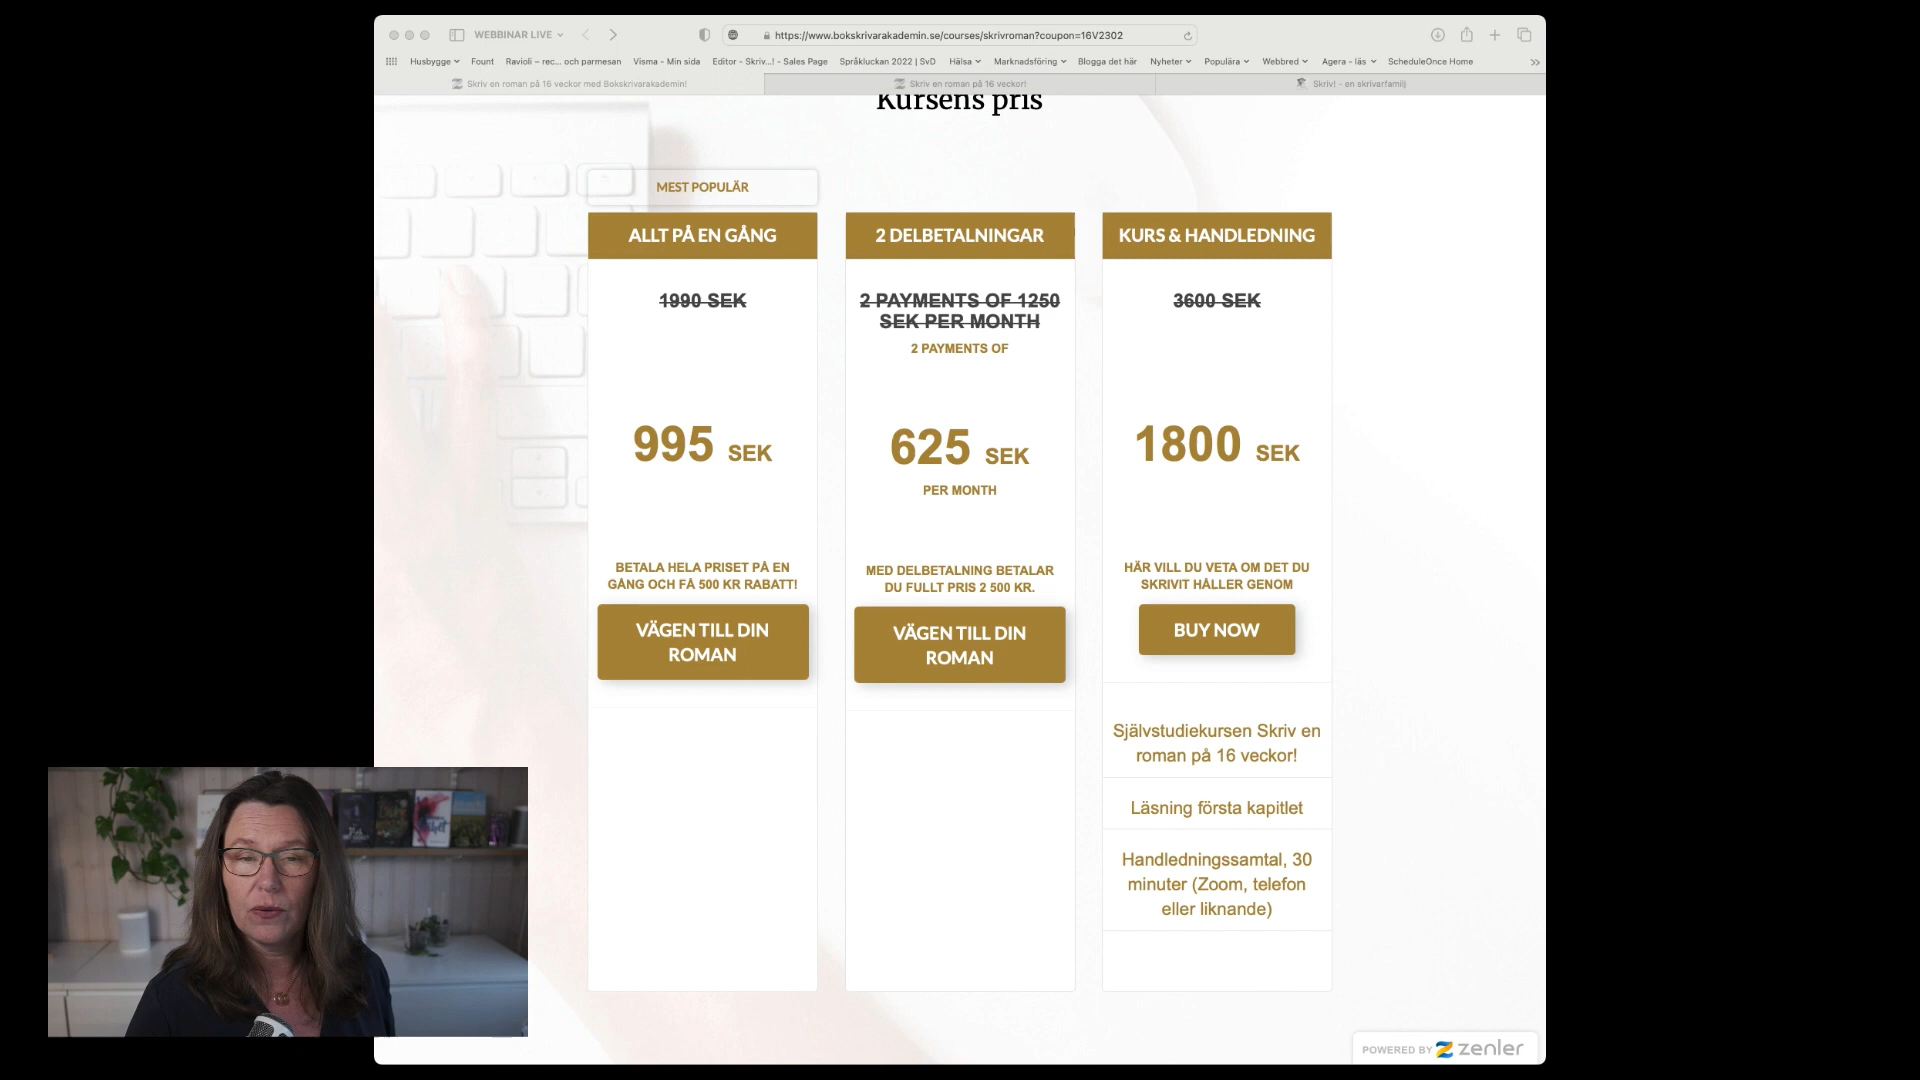 WEBBINAR LIVE
https://www.bokskrivarakademin.se/courses/skrivroman?coupon=16V2302
Husbygge Fount Ravioli – rec... och parmesan Visma - Min sida Editor - Skriv...! - Sales Page Språkluckan 2022 | SvD Hälsa Marknadsföring Blogga det här Nyheter Populära Webbred Agera - läs ScheduleOnce Home
Skriv en roman på 16 veckor med Bokskrivarakademin! Skriv en roman på 16 veckor! Skriv! - en skrivarfamilj
Kursens pris
MEST POPULÄR
ALLT PÅ EN GÅNG
1990 SEK
995 SEK
BETALA HELA PRISET PÅ EN
GÅNG OCH FÅ 500 KR RABATT!
VÄGEN TILL DIN
ROMAN
2 DELBETALNINGAR
2 PAYMENTS OF 1250
SEK PER MONTH
2 PAYMENTS OF
625 SEK
PER MONTH
MED DELBETALNING BETALAR
DU FULLT PRIS 2 500 KR.
VÄGEN TILL DIN
ROMAN
KURS & HANDLEDNING
3600 SEK
1800 SEK
HÄR VILL DU VETA OM DET DU
SKRIVIT HÅLLER GENOM
BUY NOW
Självstudiekursen Skriv en
roman på 16 veckor!
Läsning första kapitlet
Handledningssamtal, 30
minuter (Zoom, telefon
eller liknande)
POWERED BY zenler